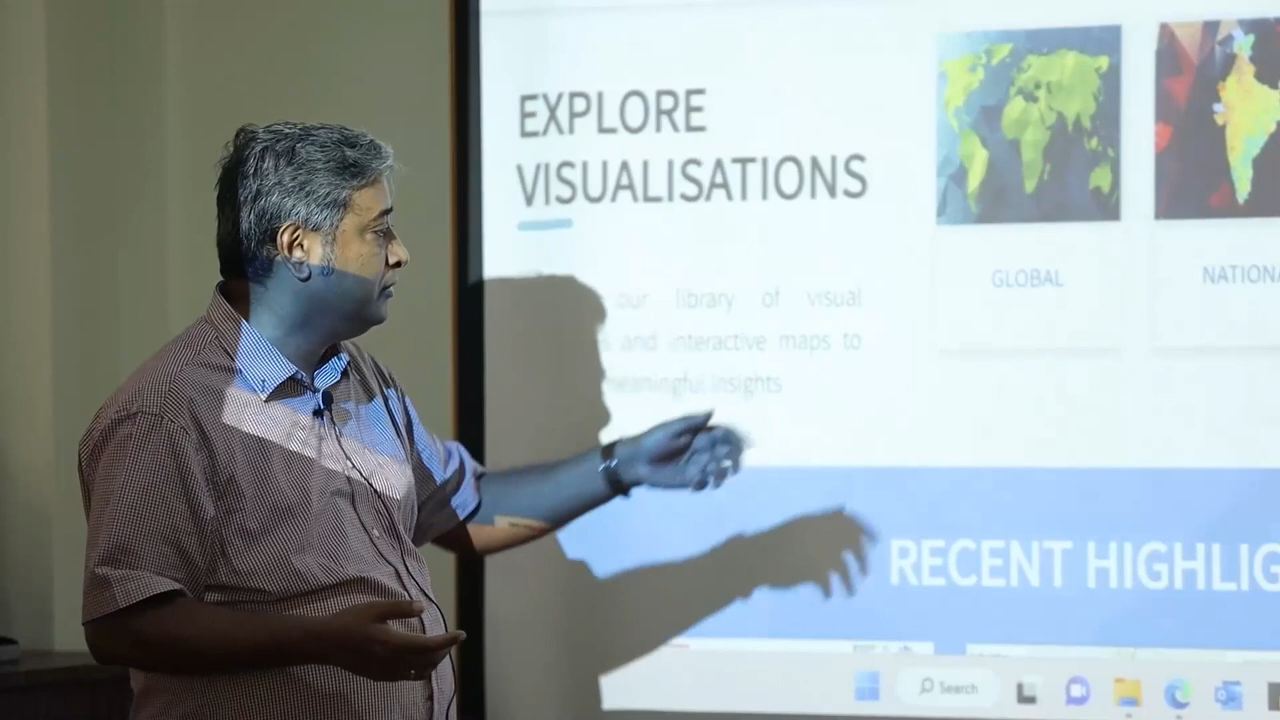 EXPLORE
VISUALISATIONS
our library of visual
and interactive maps to
meaningful insights
GLOBAL
NATIONA
RECENT HIGHLIG
Search